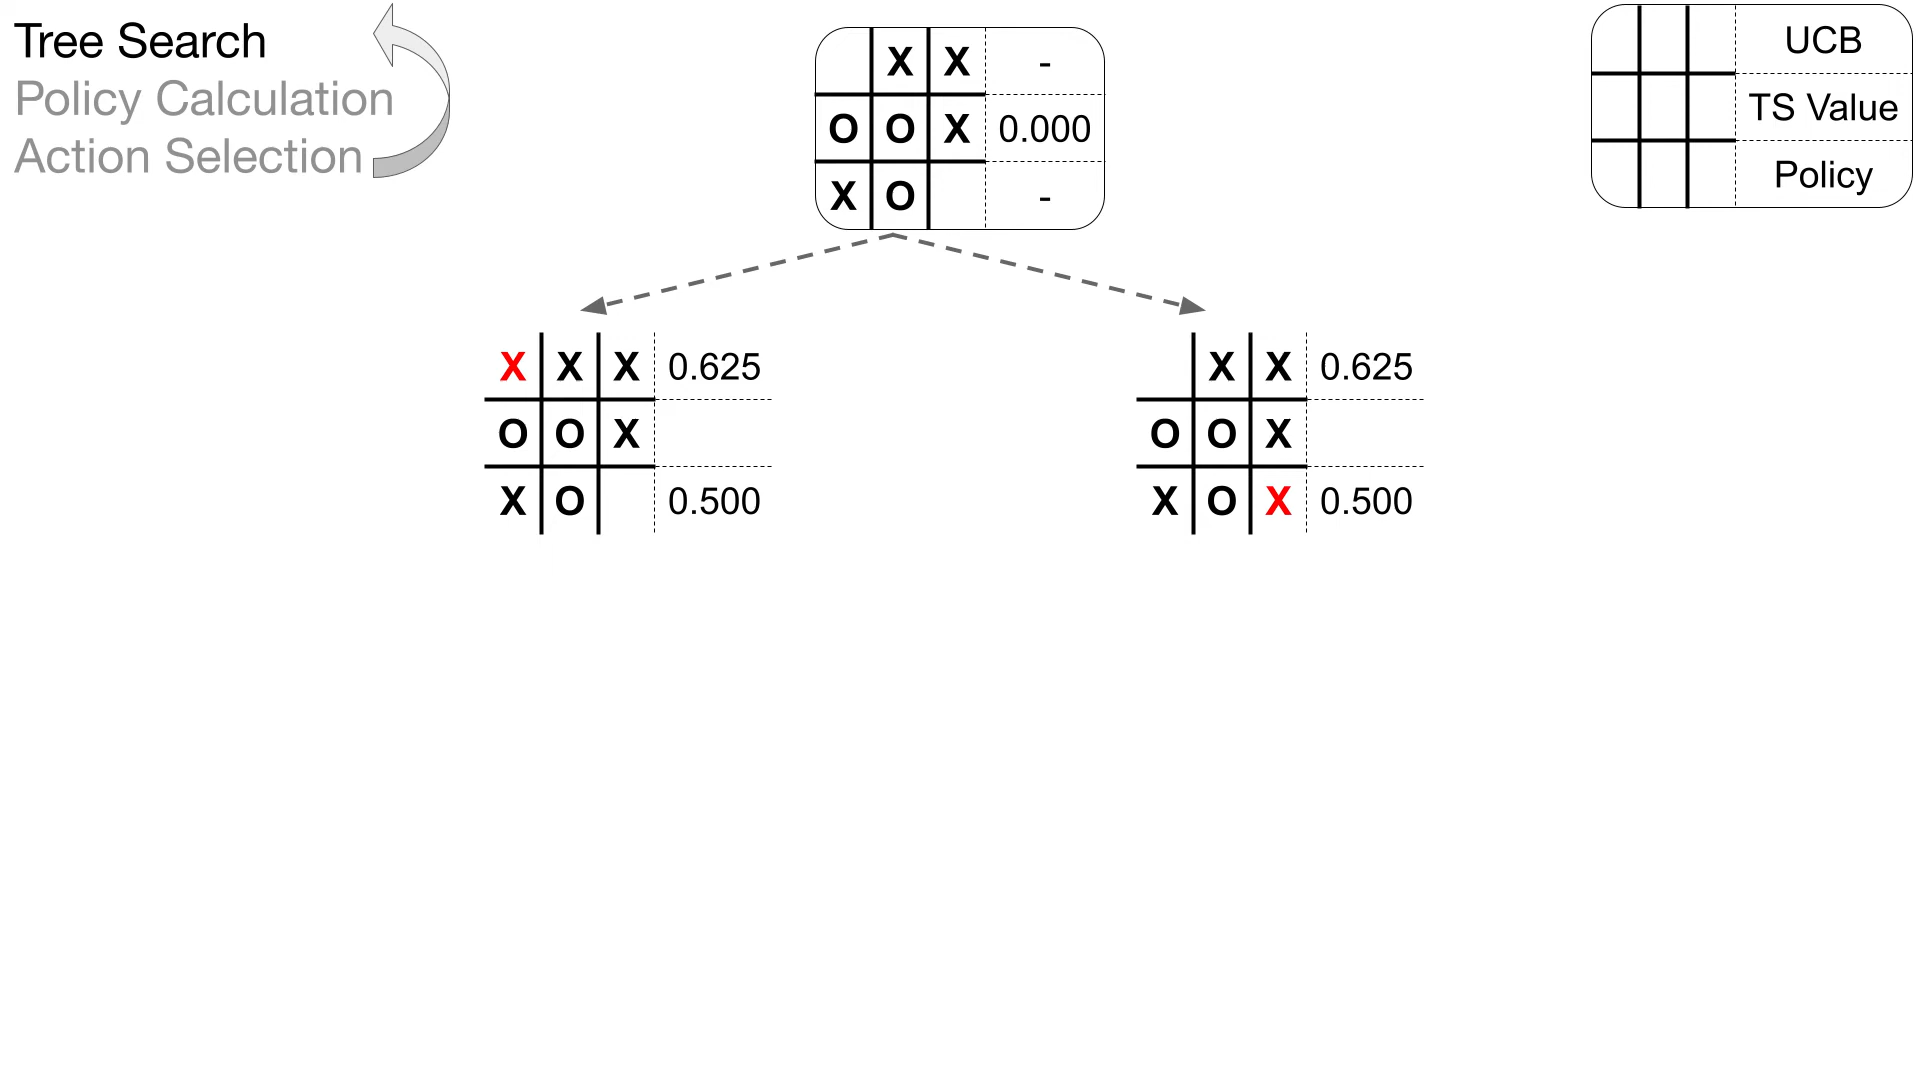 Tree Search
Policy Calculation
Action Selection
X X -
O O X 0.000
X O -
UCB
TS Value
Policy
X X X 0.625
O O X
X O 0.500
X X 0.625
O O X
X O X 0.500